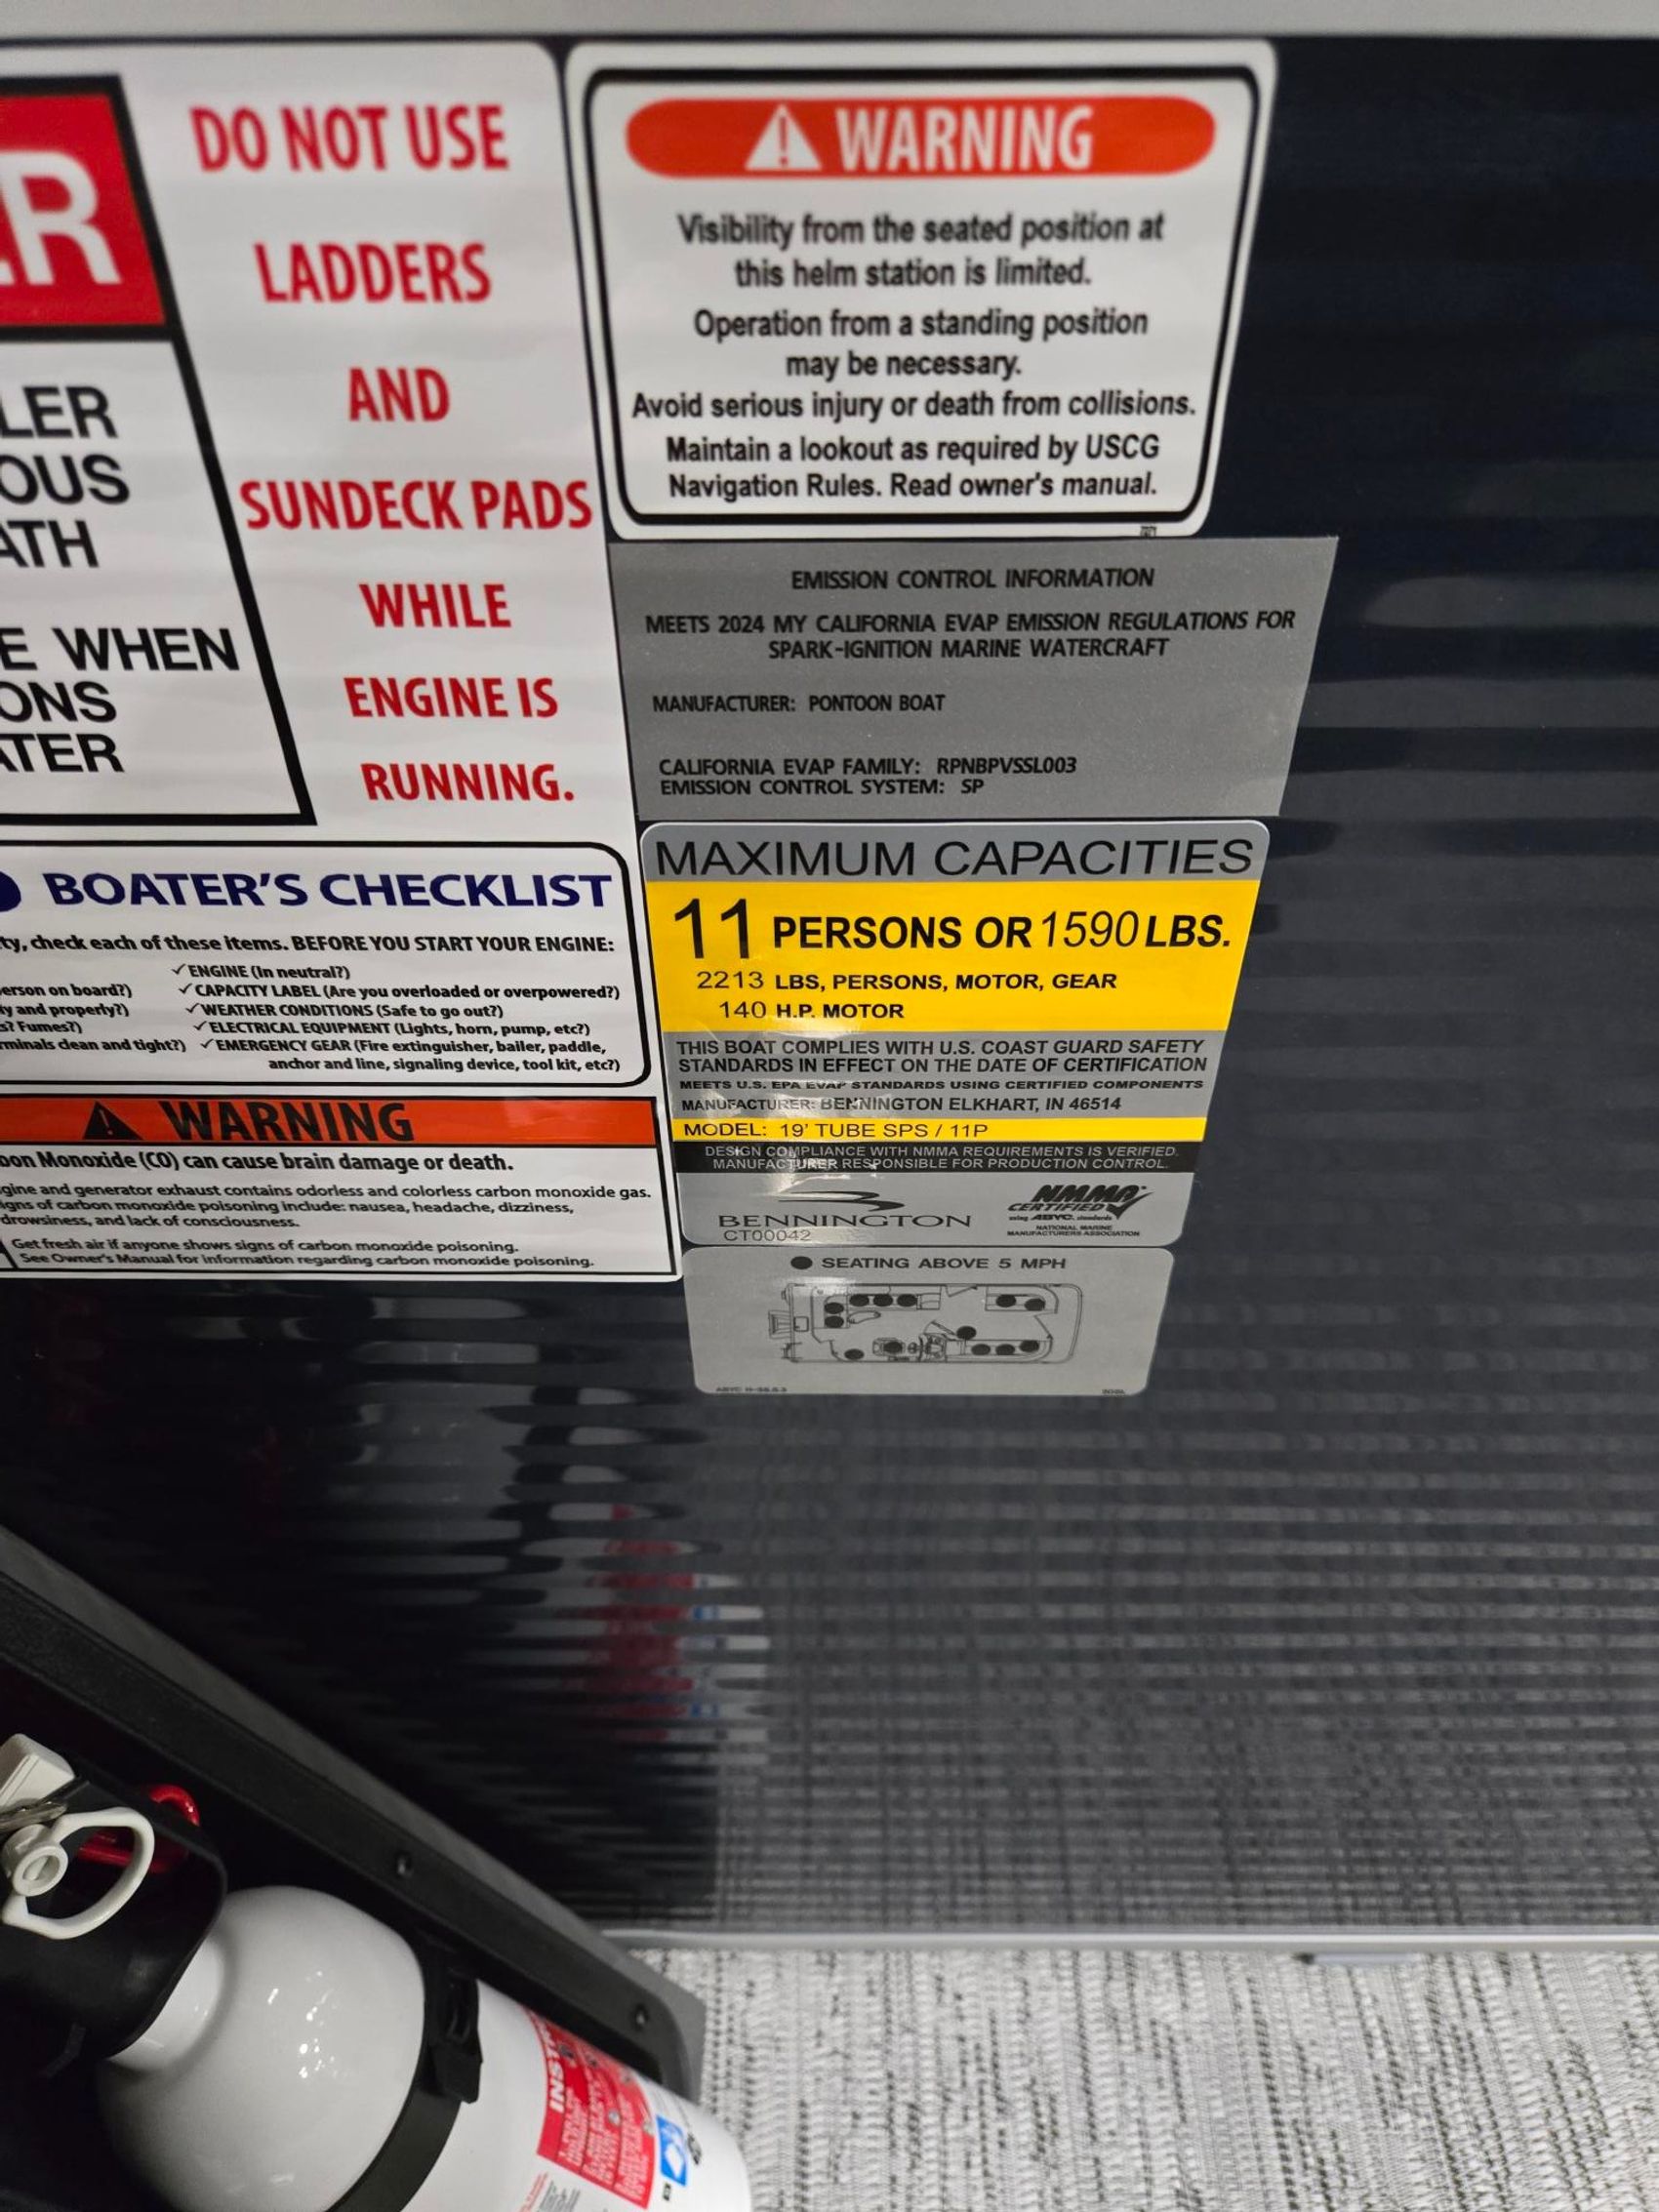 ER
LER
OUS
ATH
E WHEN
ONS
ATER
DO NOT USE
LADDERS
AND
SUNDECK PADS
WHILE
ENGINE IS
RUNNING.
WARNING
Visibility from the seated position at
this helm station is limited.
Operation from a standing position
may be necessary.
Avoid serious injury or death from collisions.
Maintain a lookout as required by USCG
Navigation Rules. Read owner's manual.
EMISSION CONTROL INFORMATION
MEETS 2024 MY CALIFORNIA EVAP EMISSION REGULATIONS FOR
SPARK-IGNITION MARINE WATERCRAFT
MANUFACTURER: PONTOON BOAT
CALIFORNIA EVAP FAMILY: RPNBPVSSL003
EMISSION CONTROL SYSTEM: SP
BOATER'S CHECKLIST
ty, check each of these items. BEFORE YOU START YOUR ENGINE:
✓ENGINE (In neutral?)
erson on board?) ✓CAPACITY LABEL (Are you overloaded or overpowered?)
ly and properly?) ✓WEATHER CONDITIONS (Safe to go out?)
s? Fumes?) ✓ELECTRICAL EQUIPMENT (Lights, horn, pump, etc?)
rminals clean and tight?) ✓EMERGENCY GEAR (Fire extinguisher, bailer, paddle,
anchor and line, signaling device, tool kit, etc?)
WARNING
oon Monoxide (CO) can cause brain damage or death.
gine and generator exhaust contains odorless and colorless carbon monoxide gas.
igns of carbon monoxide poisoning include: nausea, headache, dizziness,
drowsiness, and lack of consciousness.
Get fresh air if anyone shows signs of carbon monoxide poisoning.
See Owner's Manual for information regarding carbon monoxide poisoning.
MAXIMUM CAPACITIES
11 PERSONS OR 1590 LBS.
2213 LBS, PERSONS, MOTOR, GEAR
140 H.P. MOTOR
THIS BOAT COMPLIES WITH U.S. COAST GUARD SAFETY
STANDARDS IN EFFECT ON THE DATE OF CERTIFICATION
MEETS U.S. EPA EVAP STANDARDS USING CERTIFIED COMPONENTS
MANUFACTURER: BENNINGTON ELKHART, IN 46514
MODEL: 19' TUBE SPS / 11P
DESIGN COMPLIANCE WITH NMMA REQUIREMENTS IS VERIFIED.
MANUFACTURER RESPONSIBLE FOR PRODUCTION CONTROL.
BENNINGTON
CT00042
NMMA
CERTIFIED
using ABYC. standards
NATIONAL MARINE
MANUFACTURERS ASSOCIATION
SEATING ABOVE 5 MPH